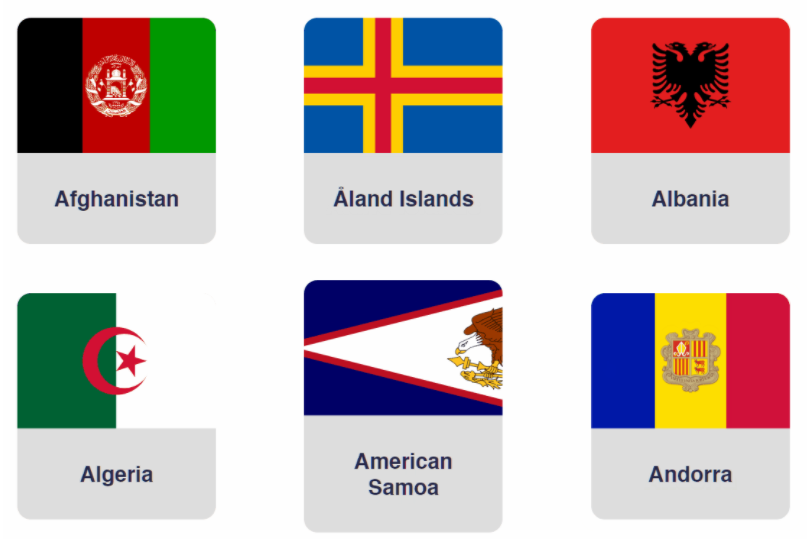 Afghanistan
Åland Islands
Albania
Algeria
American
Samoa
Andorra